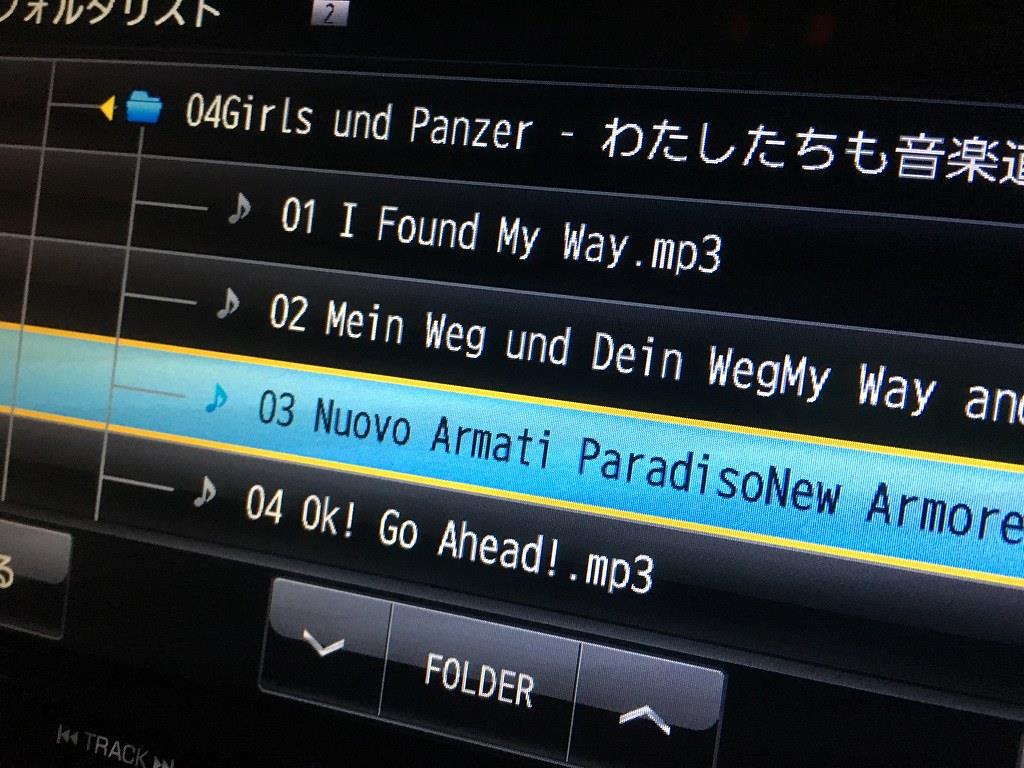 フォルダリスト 2
04Girls und Panzer - わたしたちも音楽道
01 I Found My Way.mp3
02 Mein Weg und Dein WegMy Way and
03 Nuovo Armati ParadisoNew Armore
04 Ok! Go Ahead!.mp3
る
FOLDER
TRACK